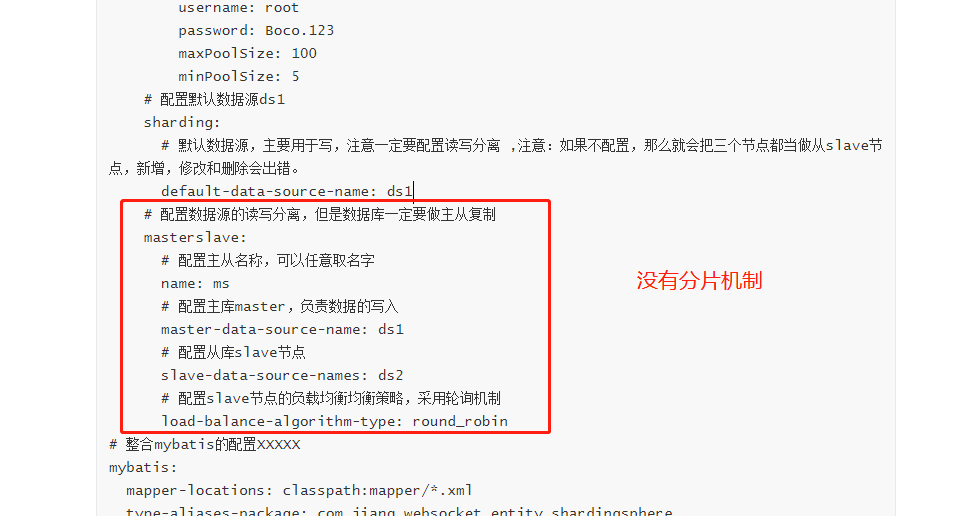 username: root
password: Boco.123
maxPoolSize: 100
minPoolSize: 5
# 配置默认数据源ds1
sharding:
# 默认数据源，主要用于写，注意一定要配置读写分离 ,注意：如果不配置，那么就会把三个节点都当做从slave节
点，新增，修改和删除会出错。
default-data-source-name: ds1
# 配置数据源的读写分离，但是数据库一定要做主从复制
masterslave:
# 配置主从名称，可以任意取名字
name: ms
没有分片机制
# 配置主库master，负责数据的写入
master-data-source-name: ds1
# 配置从库slave节点
slave-data-source-names: ds2
# 配置slave节点的负载均衡均衡策略，采用轮询机制
load-balance-algorithm-type: round_robin
# 整合mybatis的配置XXXXX
mybatis:
mapper-locations: classpath:mapper/*.xml
type-aliases-package: com.jiang.websocket.entity.shardingsphere